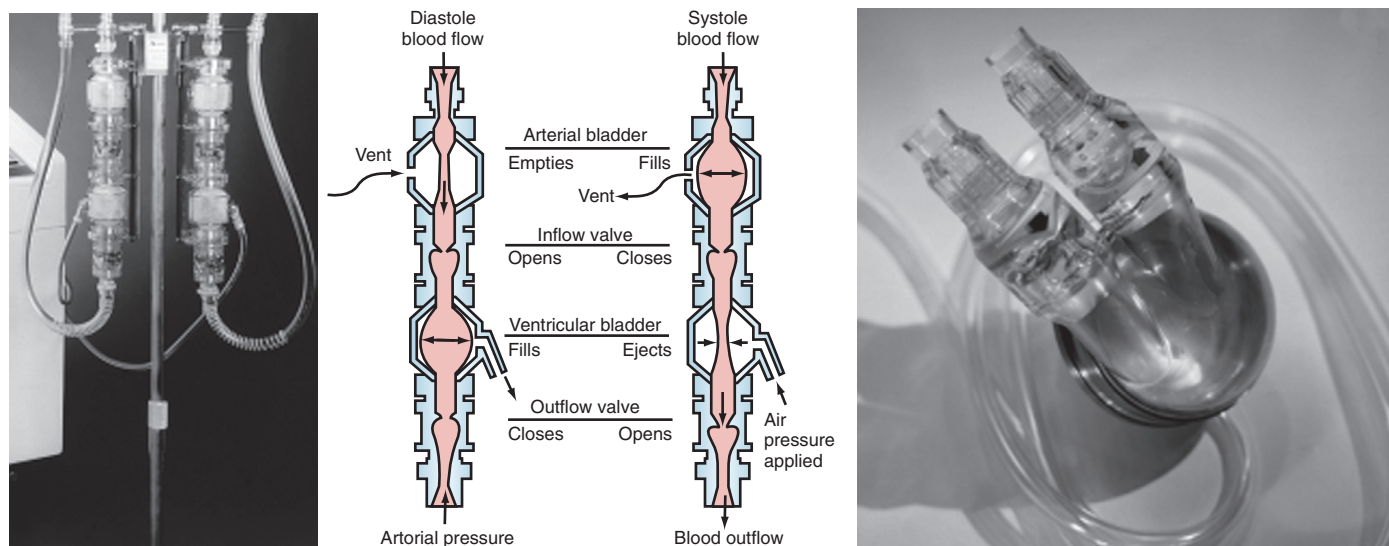 Diastole
blood flow
Systole
blood flow
Arterial bladder
Empties Fills
Vent
Vent
Inflow valve
Opens Closes
Ventricular bladder
Fills Ejects
Outflow valve
Closes Opens
Air
pressure
applied
Artorial pressure
Blood outflow